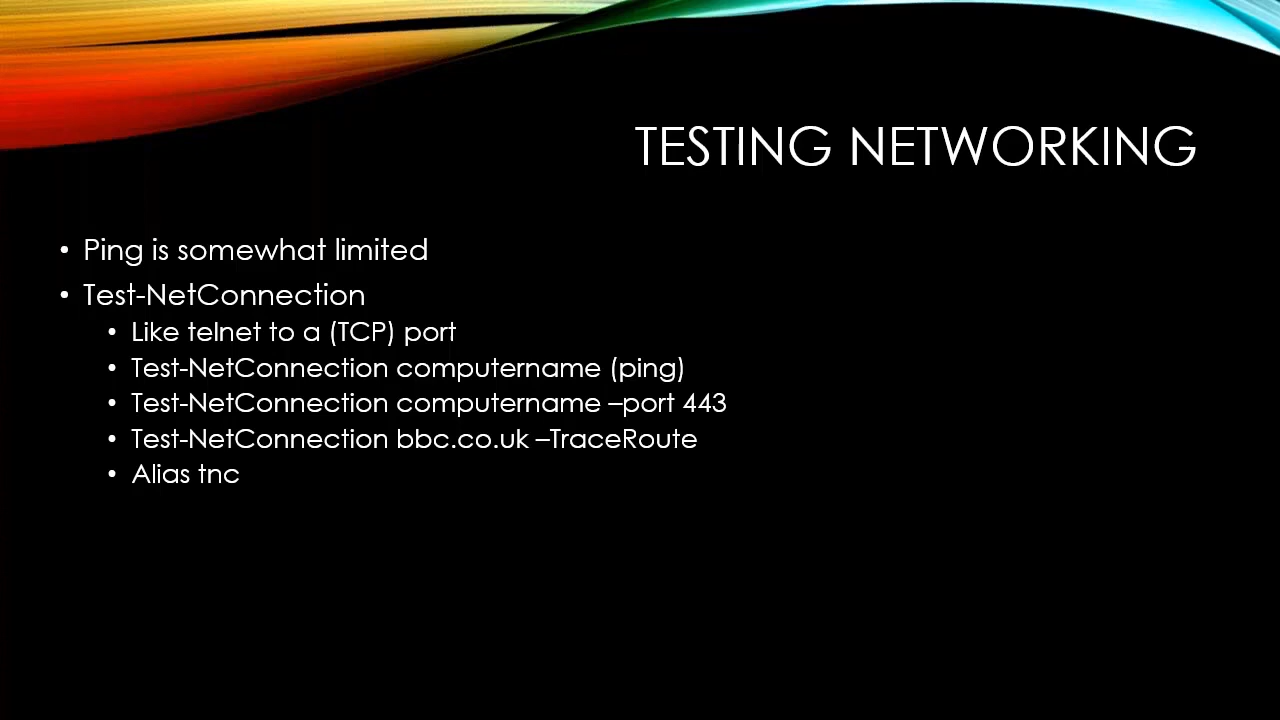 TESTING NETWORKING
• Ping is somewhat limited
• Test-NetConnection
• Like telnet to a (TCP) port
• Test-NetConnection computername (ping)
• Test-NetConnection computername –port 443
• Test-NetConnection bbc.co.uk –TraceRoute
• Alias tnc